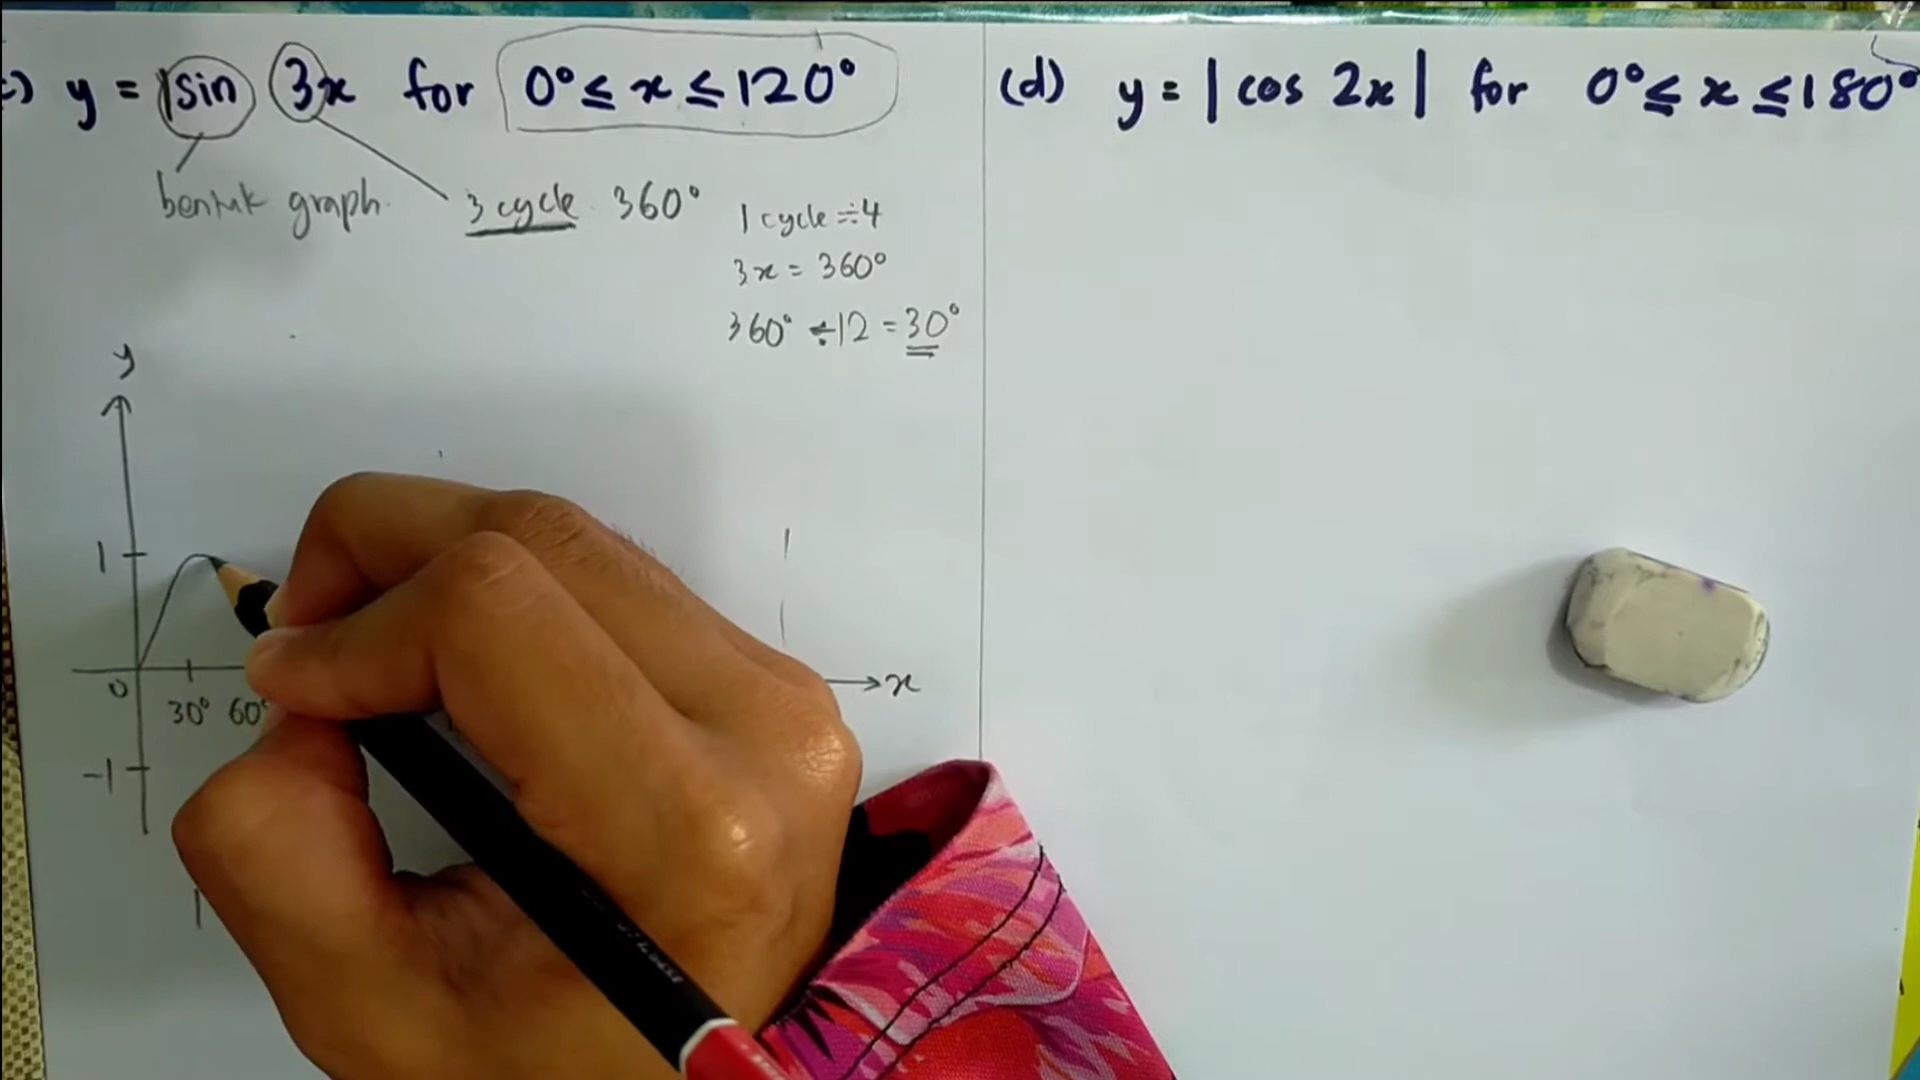 c) y = 1 sin 3x for 0° ≤ x ≤ 120°
bentuk graph.
3 cycle 360°
1 cycle ÷ 4
3x = 360°
360° ÷ 12 = 30°
y
1
x
0
30° 60°
-1
(d) y = | cos 2x | for 0° ≤ x ≤ 180°